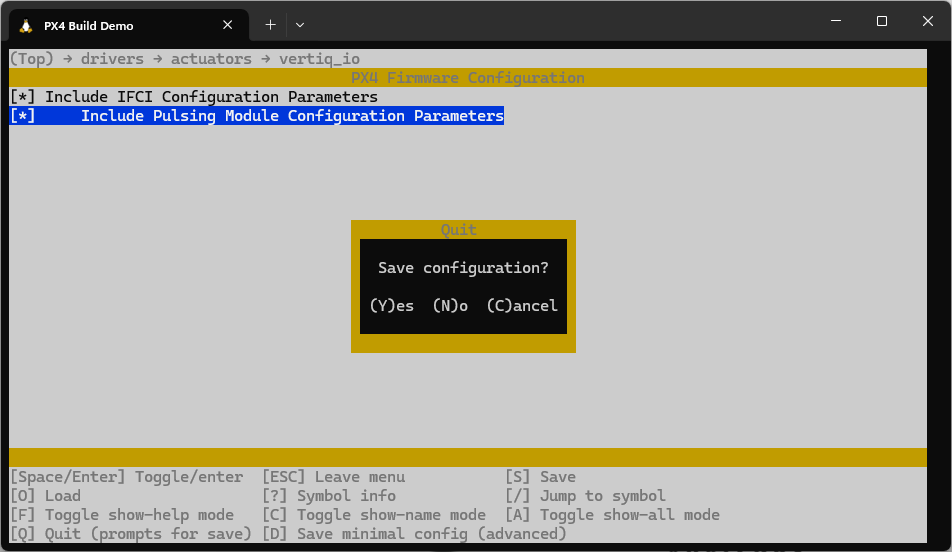 PX4 Build Demo
(Top) → drivers → actuators → vertiq_io
PX4 Firmware Configuration
[*] Include IFCI Configuration Parameters
[*] Include Pulsing Module Configuration Parameters
Quit
Save configuration?
(Y)es (N)o (C)ancel
[Space/Enter] Toggle/enter [ESC] Leave menu [S] Save
[O] Load [?] Symbol info [/] Jump to symbol
[F] Toggle show-help mode [C] Toggle show-name mode [A] Toggle show-all mode
[Q] Quit (prompts for save) [D] Save minimal config (advanced)